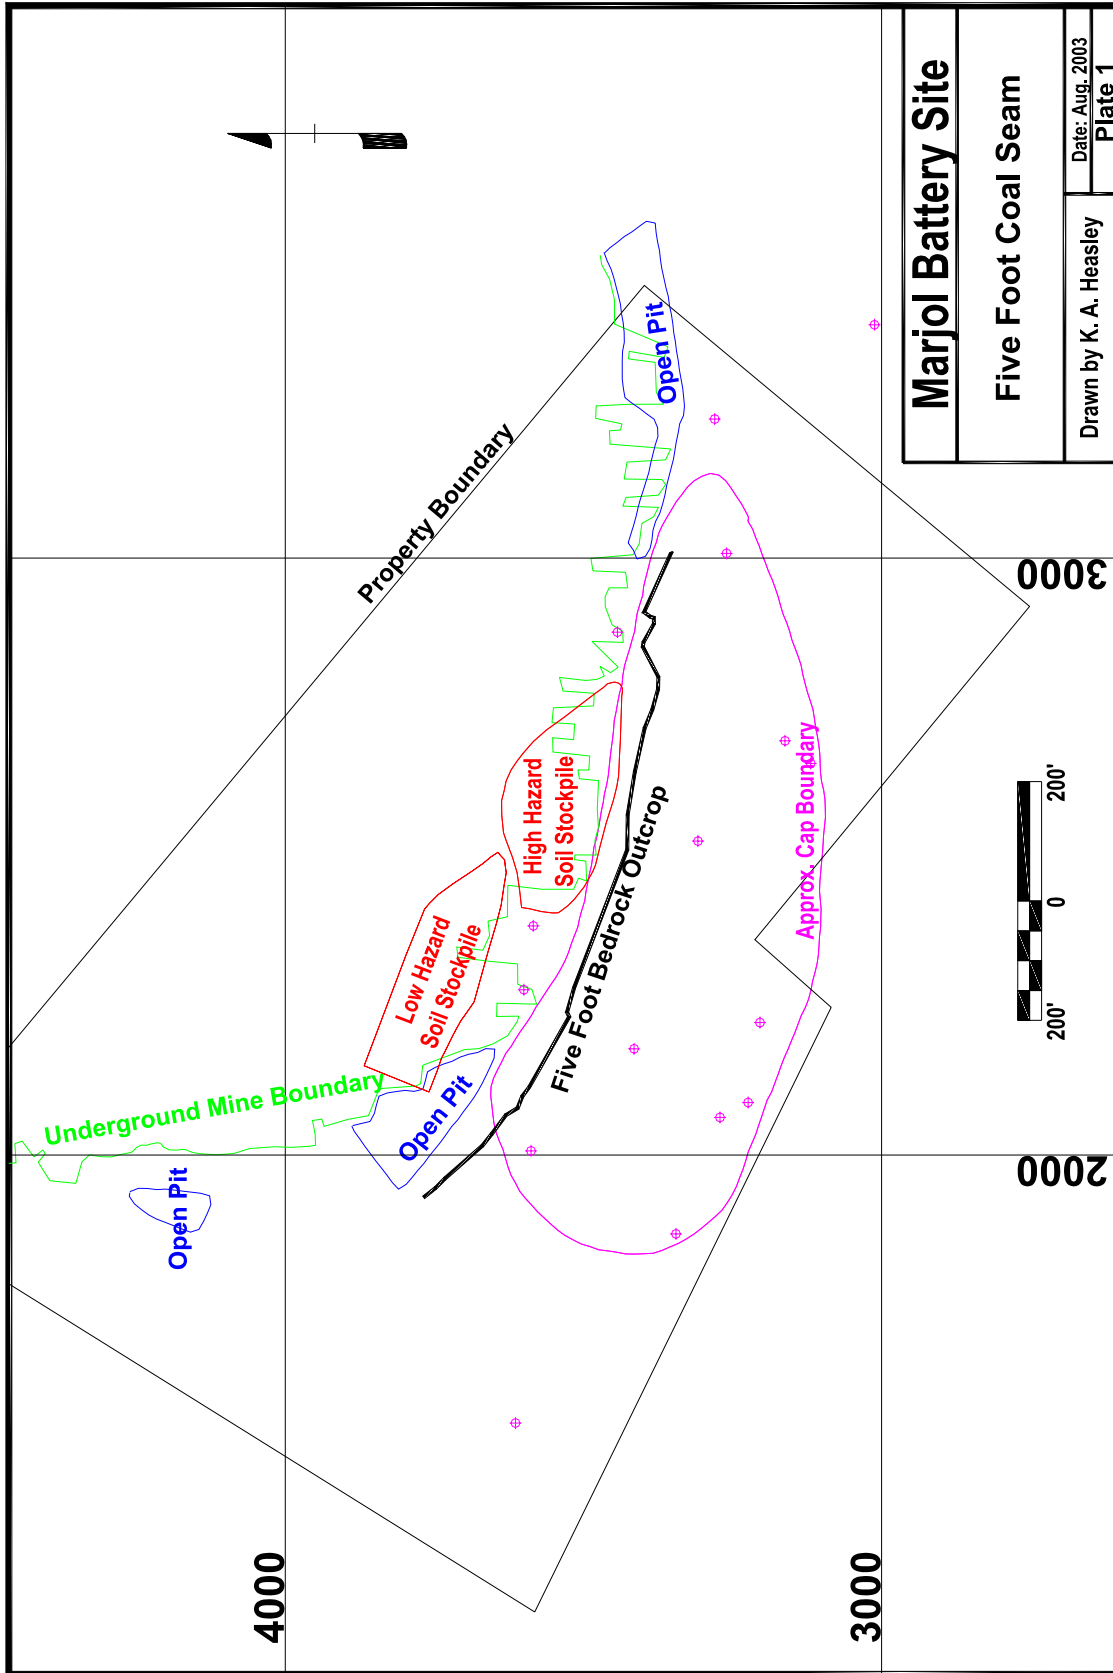 Marjol Battery Site
Five Foot Coal Seam
Drawn by K. A. Heasley
Date: Aug. 2003
Plate 1
Property Boundary
Open Pit
High Hazard
Soil Stockpile
Low Hazard
Soil Stockpile
Underground Mine Boundary
Open Pit
Open Pit
Five Foot Bedrock Outcrop
Approx. Cap Boundary
200'
0
200'
4000
3000
2000
3000